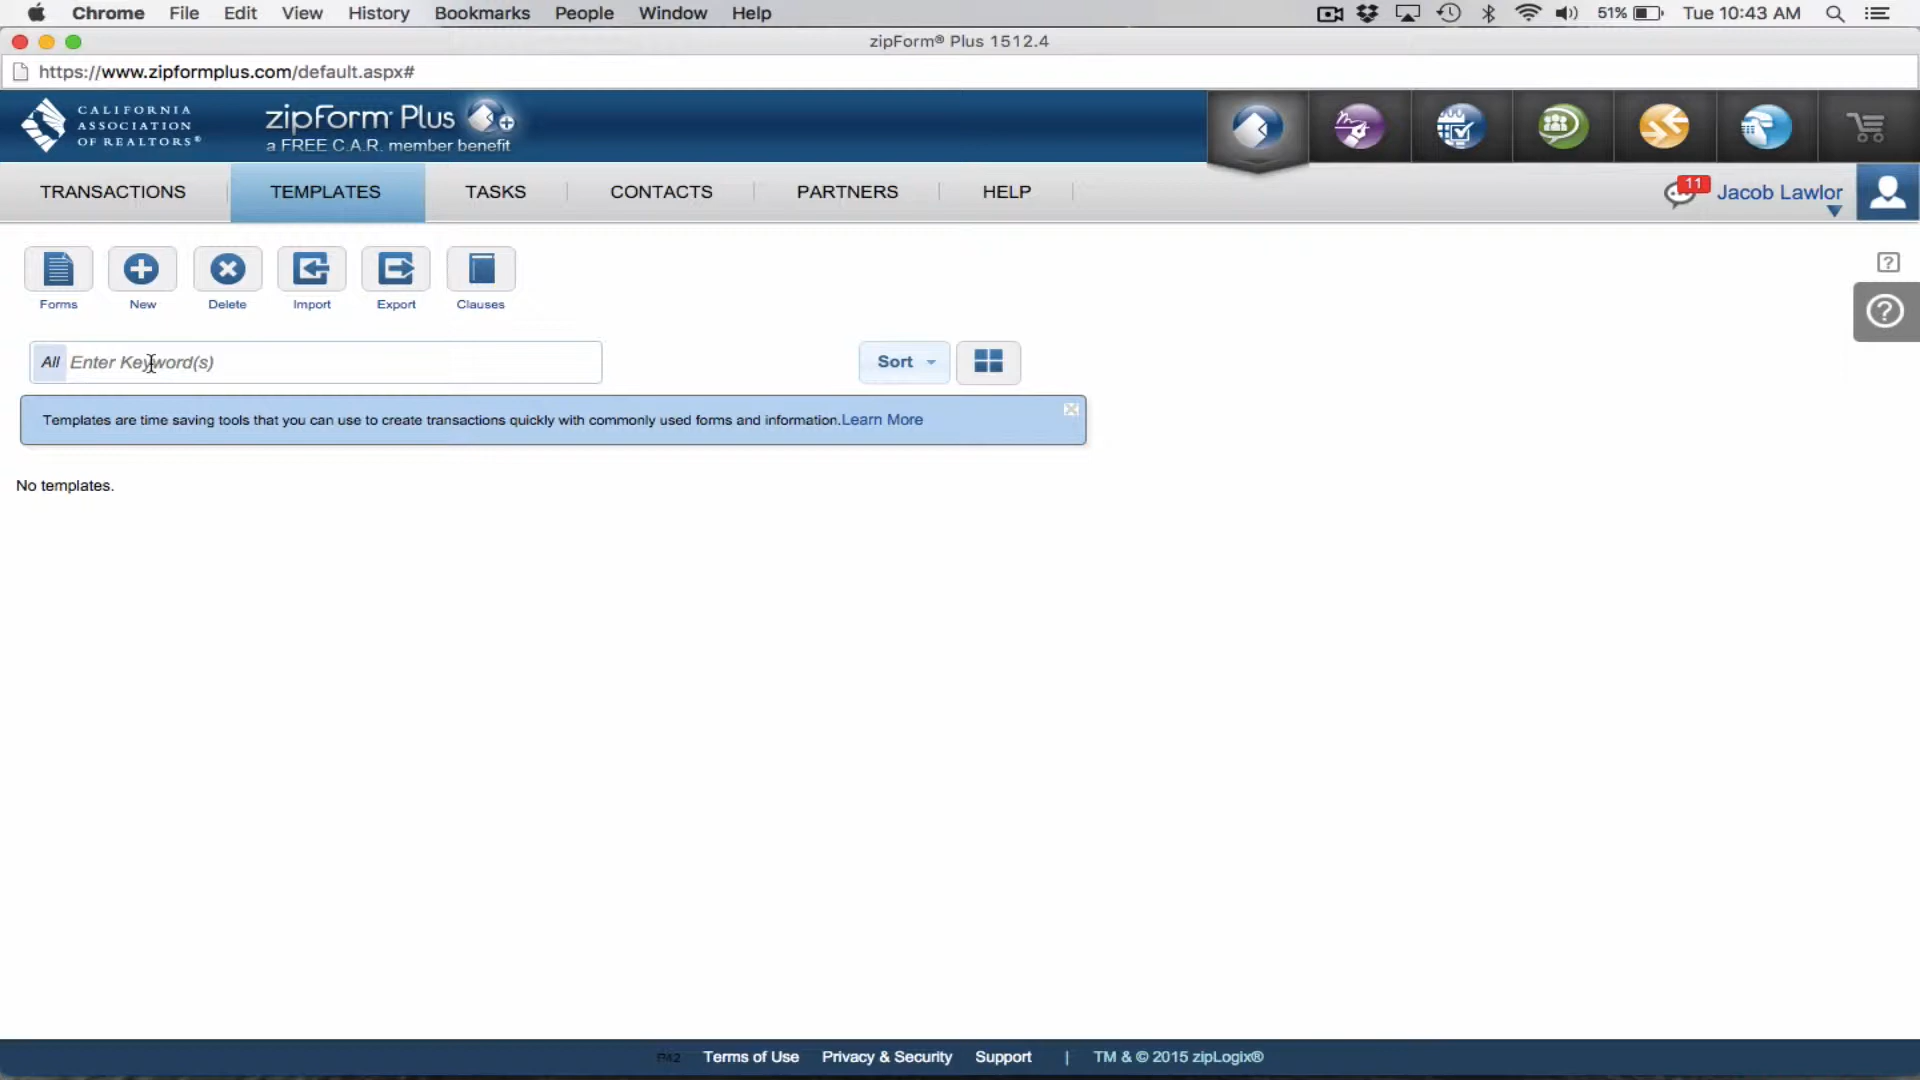 Chrome File Edit View History Bookmarks People Window Help 51% Tue 10:43 AM
zipForm® Plus 1512.4
https://www.zipformplus.com/default.aspx#
CALIFORNIA
ASSOCIATION
OF REALTORS®
zipForm® Plus
a FREE C.A.R. member benefit
TRANSACTIONS TEMPLATES TASKS CONTACTS PARTNERS HELP 11 Jacob Lawlor
Forms New Delete Import Export Clauses
All Enter Keyword(s) Sort
Templates are time saving tools that you can use to create transactions quickly with commonly used forms and information.Learn More
No templates.
Terms of Use Privacy & Security Support | TM & © 2015 zipLogix®